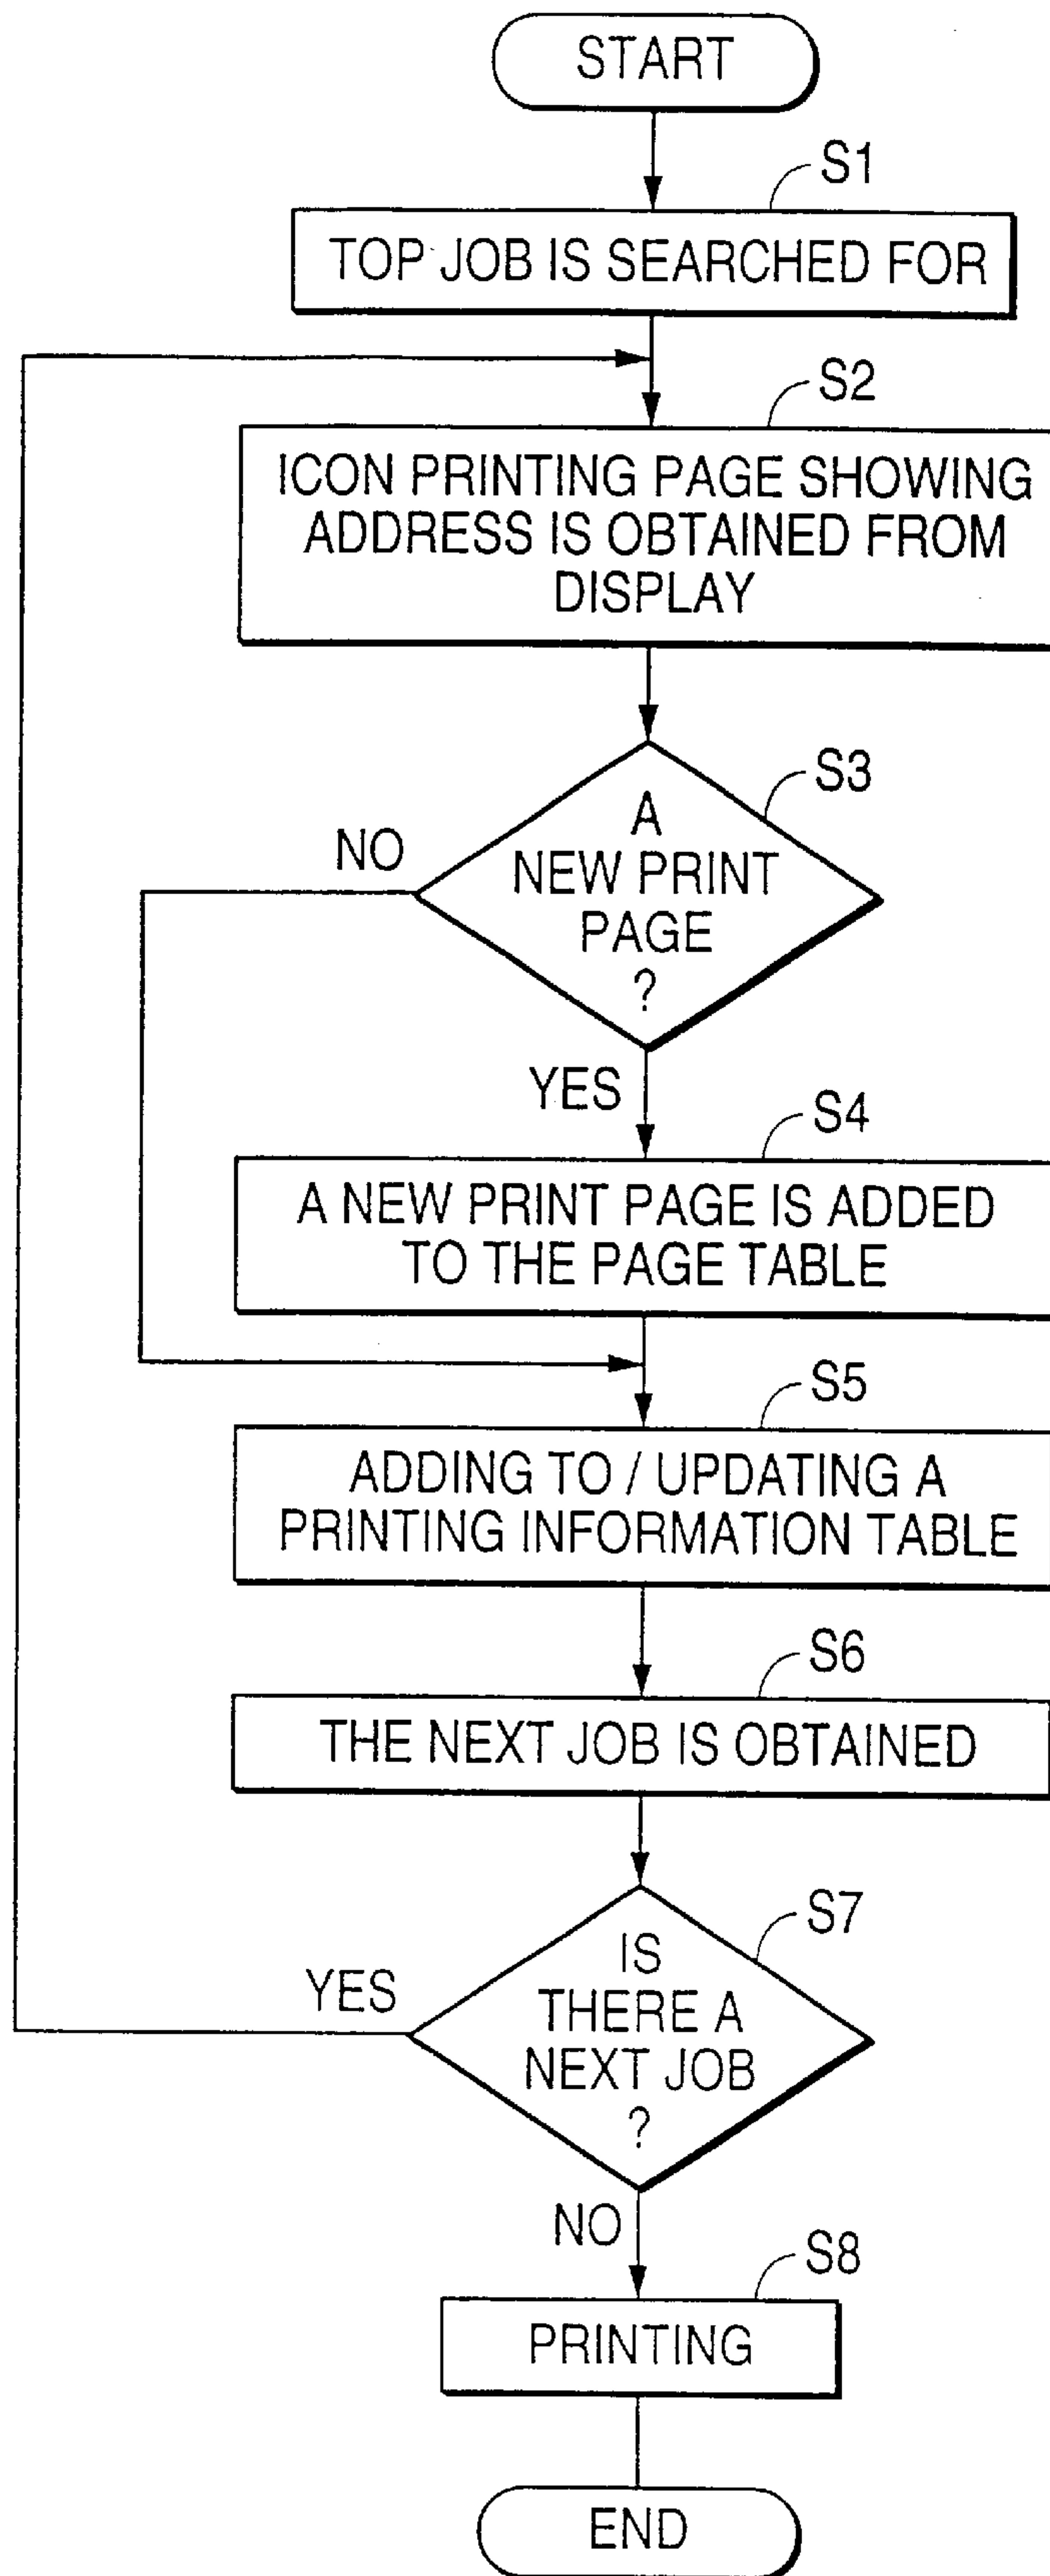 START
S1
TOP JOB IS SEARCHED FOR
S2
ICON PRINTING PAGE SHOWING
ADDRESS IS OBTAINED FROM
DISPLAY
S3
A
NEW PRINT
PAGE
?
NO
YES
S4
A NEW PRINT PAGE IS ADDED
TO THE PAGE TABLE
S5
ADDING TO / UPDATING A
PRINTING INFORMATION TABLE
S6
THE NEXT JOB IS OBTAINED
S7
IS
THERE A
NEXT JOB
?
YES
NO
S8
PRINTING
END